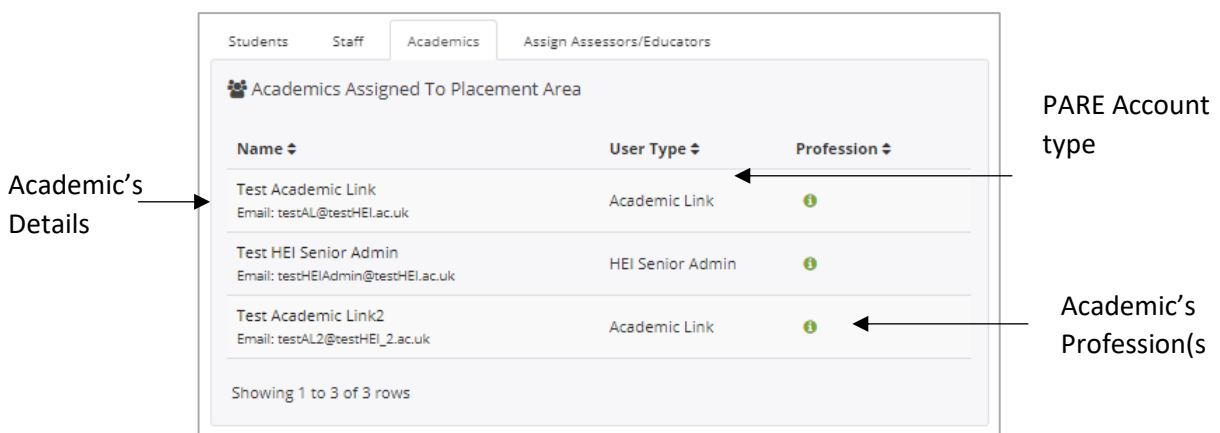 Students Staff Academics Assign Assessors/Educators
Academics Assigned To Placement Area
Name User Type Profession
Test Academic Link
Email: testAL@testHEI.ac.uk
Academic Link
Test HEI Senior Admin
Email: testHEIAdmin@testHEI.ac.uk
HEI Senior Admin
Test Academic Link2
Email: testAL2@testHEI_2.ac.uk
Academic Link
Showing 1 to 3 of 3 rows
Academic’s
Details
PARE Account
type
Academic’s
Profession(s